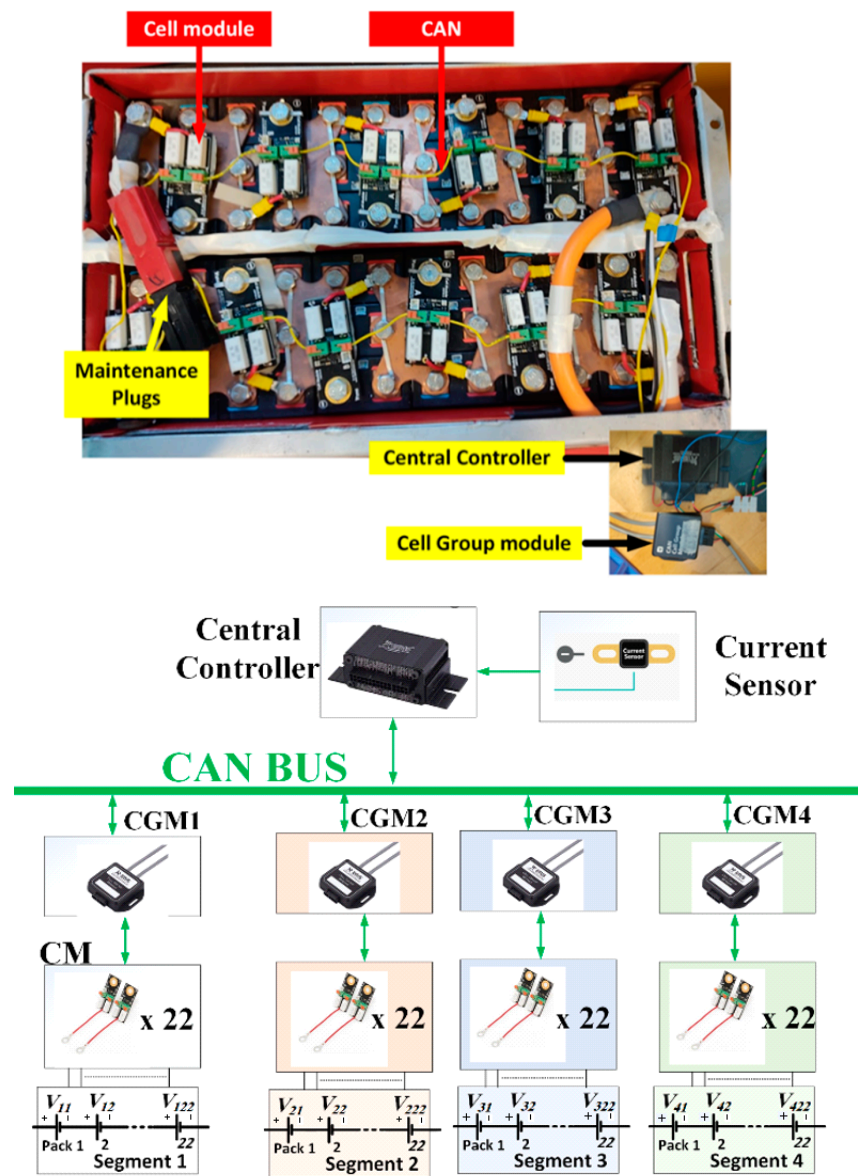 Cell module
CAN
Maintenance
Plugs
Central Controller
Cell Group module
CAN
Cell Group
Central
Controller
Current
Sensor
Current
Sensor
CAN BUS
CGM1
CGM2
CGM3
CGM4
CM
x 22
x 22
x 22
x 22
V11 V12 V122
+ - + - + -
Pack 1 2 22
Segment 1
V21 V22 V222
+ - + - + -
Pack 1 2 22
Segment 2
V31 V32 V322
+ - + - + -
Pack 1 2 22
Segment 3
V41 V42 V422
+ - + - + -
Pack 1 2 22
Segment 4